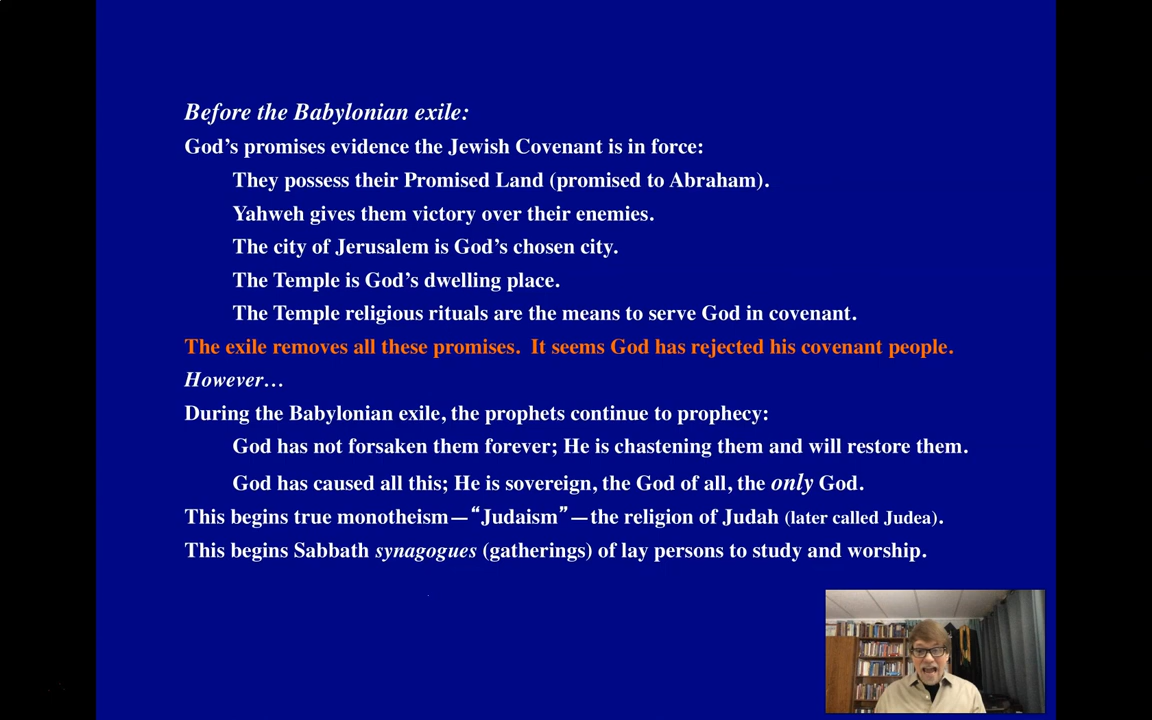 Before the Babylonian exile:
God’s promises evidence the Jewish Covenant is in force:
They possess their Promised Land (promised to Abraham).
Yahweh gives them victory over their enemies.
The city of Jerusalem is God’s chosen city.
The Temple is God’s dwelling place.
The Temple religious rituals are the means to serve God in covenant.
The exile removes all these promises.  It seems God has rejected his covenant people.
However…
During the Babylonian exile, the prophets continue to prophecy:
God has not forsaken them forever; He is chastening them and will restore them.
God has caused all this; He is sovereign, the God of all, the only God.
This begins true monotheism—“Judaism”—the religion of Judah (later called Judea).
This begins Sabbath synagogues (gatherings) of lay persons to study and worship.